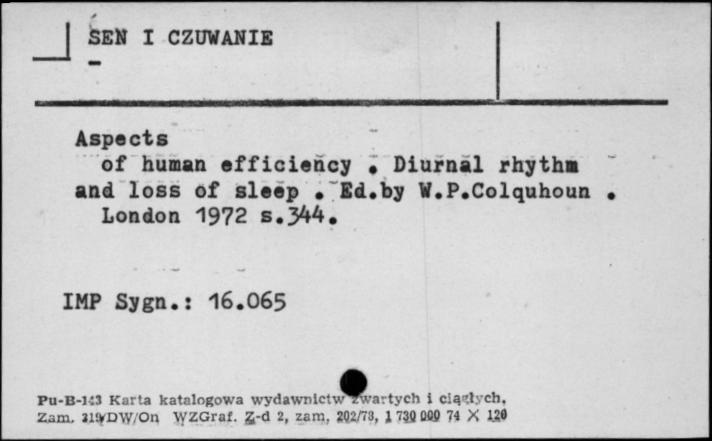 SEN I CZUWANIE
Aspects
of human efficiency . Diurnal rhythm
and loss of sleep . Ed.by W.P.Colquhoun .
London 1972 s.344.
IMP Sygn.: 16.065
Pu-B-143 Karta katalogowa wydawnictw zwartych i ciągłych,
Zam. DW/On WZGraf. Z-d 2, zam. 202/73, 1 730 000 74 X 120